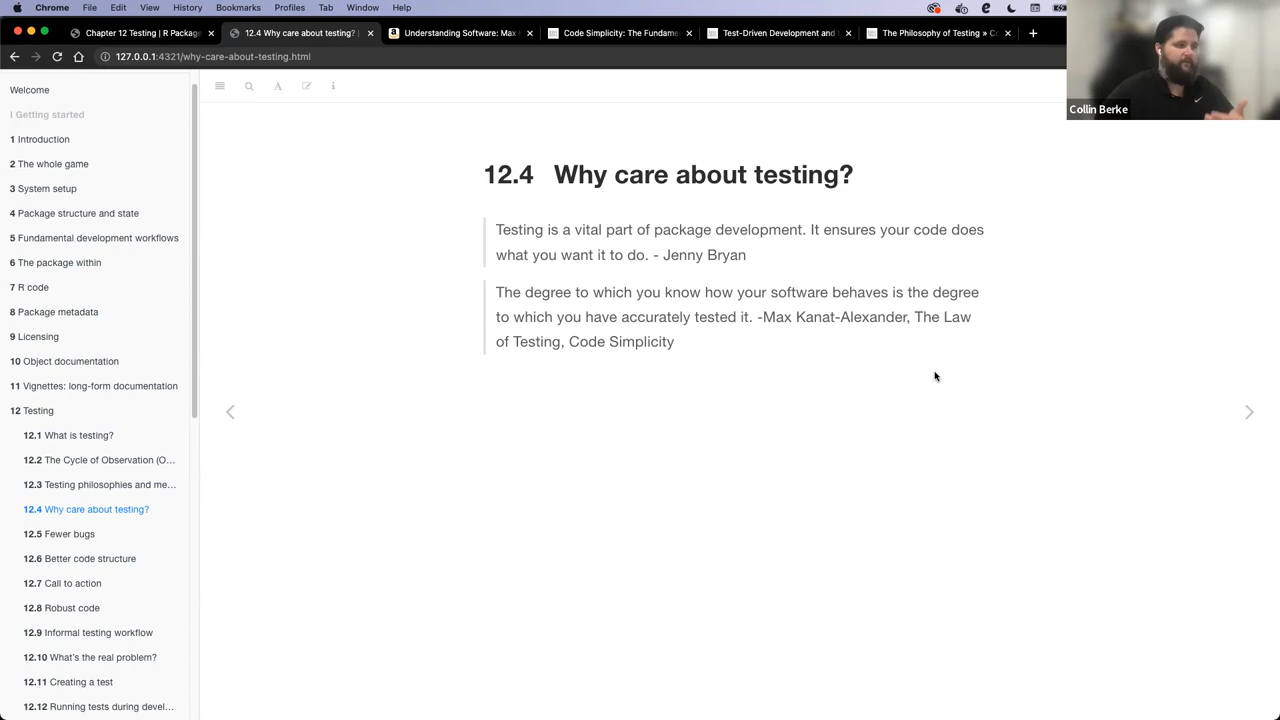 Chrome File Edit View History Bookmarks Profiles Tab Window Help
Chapter 12 Testing | R Package
12.4 Why care about testing? |
Understanding Software: Max
Code Simplicity: The Fundame
Test-Driven Development and
The Philosophy of Testing » C
127.0.0.1:4321/why-care-about-testing.html
Collin Berke
Welcome
I Getting started
1 Introduction
2 The whole game
3 System setup
4 Package structure and state
5 Fundamental development workflows
6 The package within
7 R code
8 Package metadata
9 Licensing
10 Object documentation
11 Vignettes: long-form documentation
12 Testing
12.1 What is testing?
12.2 The Cycle of Observation (O...
12.3 Testing philosophies and me...
12.4 Why care about testing?
12.5 Fewer bugs
12.6 Better code structure
12.7 Call to action
12.8 Robust code
12.9 Informal testing workflow
12.10 What's the real problem?
12.11 Creating a test
12.12 Running tests during devel...
12.4 Why care about testing?
Testing is a vital part of package development. It ensures your code does
what you want it to do. - Jenny Bryan
The degree to which you know how your software behaves is the degree
to which you have accurately tested it. -Max Kanat-Alexander, The Law
of Testing, Code Simplicity